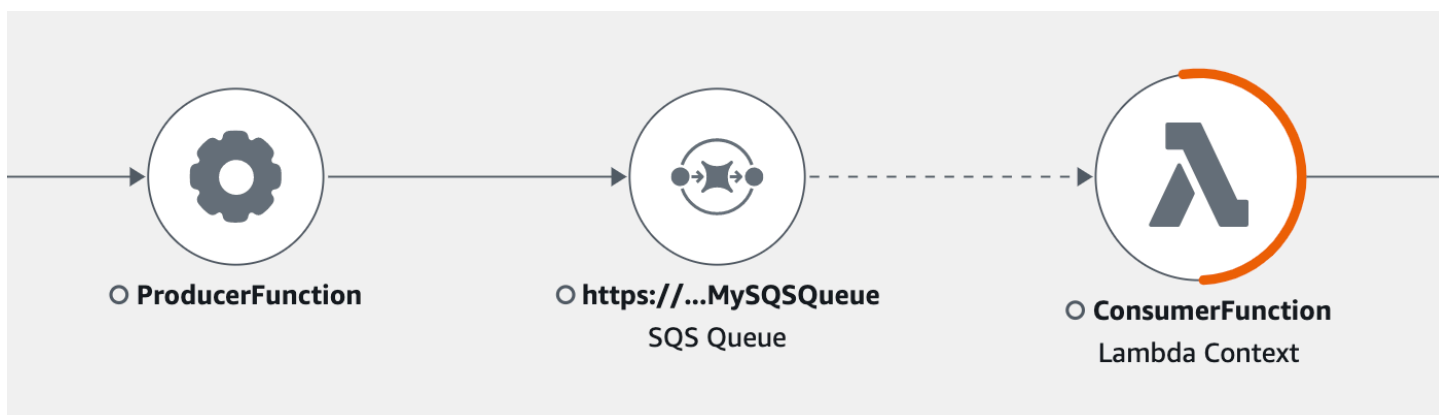 ProducerFunction
https://...MySQSQueue
SQS Queue
ConsumerFunction
Lambda Context